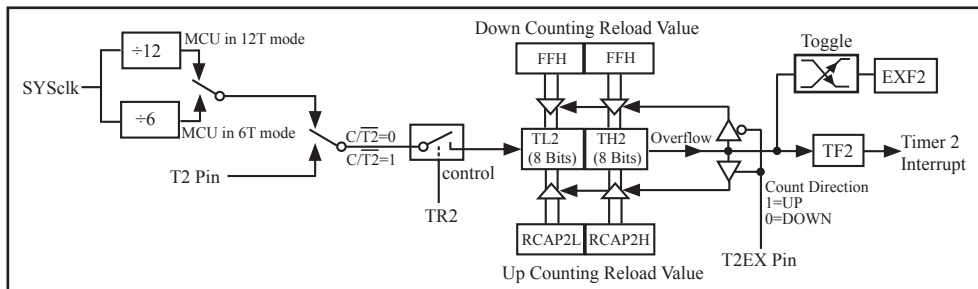 Down Counting Reload Value
Toggle
÷12
MCU in 12T mode
FFH
FFH
EXF2
SYSclk
÷6
MCU in 6T mode
C/T2=0
C/T2=1
TL2
(8 Bits)
TH2
(8 Bits)
Overflow
TF2
Timer 2
Interrupt
T2 Pin
control
Count Direction
1=UP
0=DOWN
TR2
RCAP2L
RCAP2H
T2EX Pin
Up Counting Reload Value